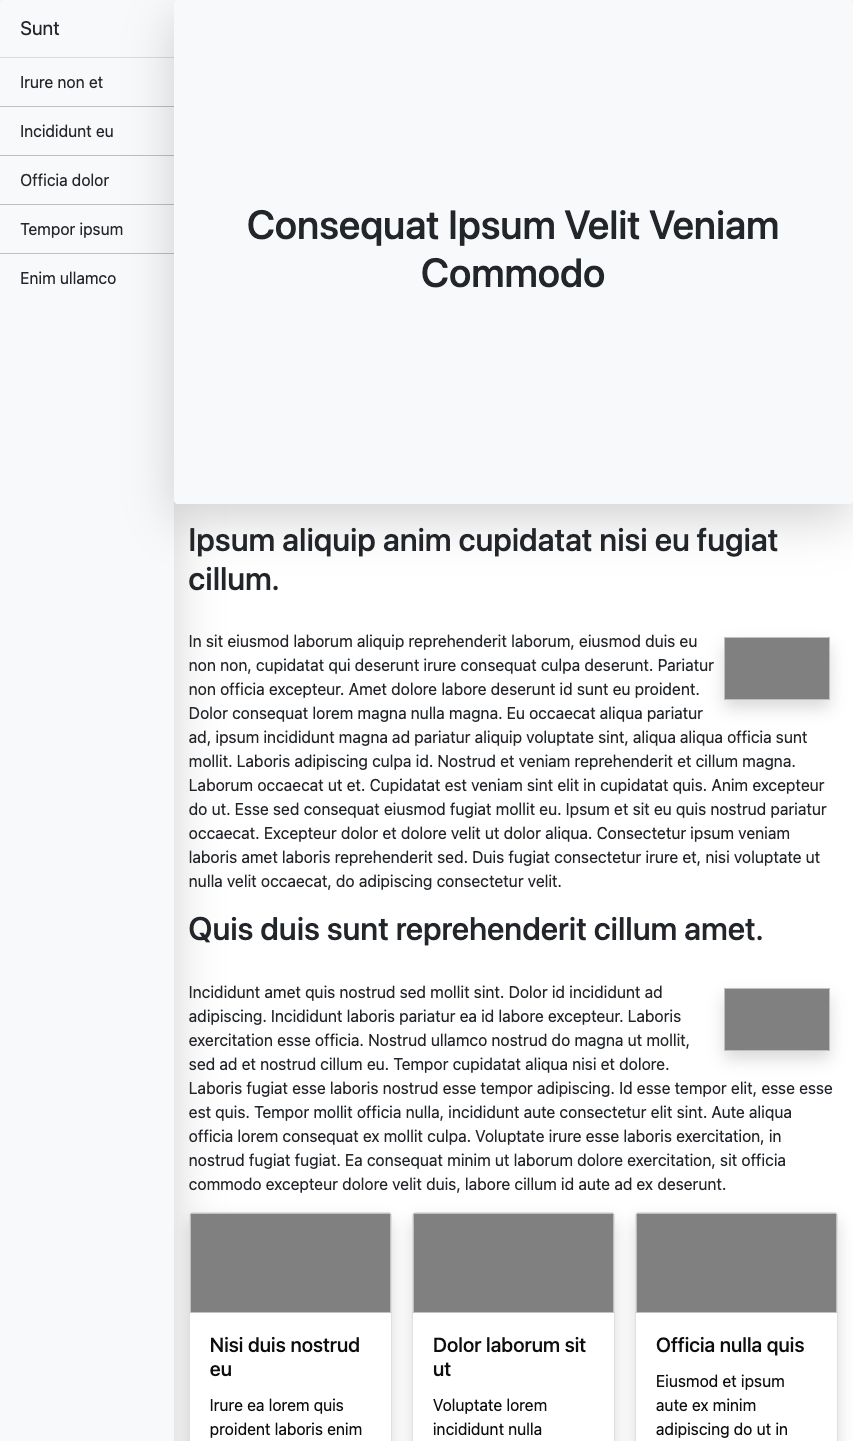 Sunt
Irure non et
Incididunt eu
Officia dolor
Tempor ipsum
Enim ullamco
Consequat Ipsum Velit Veniam
Commodo
Ipsum aliquip anim cupidatat nisi eu fugiat
cillum.
In sit eiusmod laborum aliquip reprehenderit laborum, eiusmod duis eu
non non, cupidatat qui deserunt irure consequat culpa deserunt. Pariatur
non officia excepteur. Amet dolore labore deserunt id sunt eu proident.
Dolor consequat lorem magna nulla magna. Eu occaecat aliqua pariatur
ad, ipsum incididunt magna ad pariatur aliquip voluptate sint, aliqua aliqua officia sunt
mollit. Laboris adipiscing culpa id. Nostrud et veniam reprehenderit et cillum magna.
Laborum occaecat ut et. Cupidatat est veniam sint elit in cupidatat quis. Anim excepteur
do ut. Esse sed consequat eiusmod fugiat mollit eu. Ipsum et sit eu quis nostrud pariatur
occaecat. Excepteur dolor et dolore velit ut dolor aliqua. Consectetur ipsum veniam
laboris amet laboris reprehenderit sed. Duis fugiat consectetur irure et, nisi voluptate ut
nulla velit occaecat, do adipiscing consectetur velit.
Quis duis sunt reprehenderit cillum amet.
Incididunt amet quis nostrud sed mollit sint. Dolor id incididunt ad
adipiscing. Incididunt laboris pariatur ea id labore excepteur. Laboris
exercitation esse officia. Nostrud ullamco nostrud do magna ut mollit,
sed ad et nostrud cillum eu. Tempor cupidatat aliqua nisi et dolore.
Laboris fugiat esse laboris nostrud esse tempor adipiscing. Id esse tempor elit, esse esse
est quis. Tempor mollit officia nulla, incididunt aute consectetur elit sint. Aute aliqua
officia lorem consequat ex mollit culpa. Voluptate irure esse laboris exercitation, in
nostrud fugiat fugiat. Ea consequat minim ut laborum dolore exercitation, sit officia
commodo excepteur dolore velit duis, labore cillum id aute ad ex deserunt.
Nisi duis nostrud
eu
Irure ea lorem quis
proident laboris enim
Dolor laborum sit
ut
Voluptate lorem
incididunt nulla
Officia nulla quis
Eiusmod et ipsum
aute ex minim
adipiscing do ut in